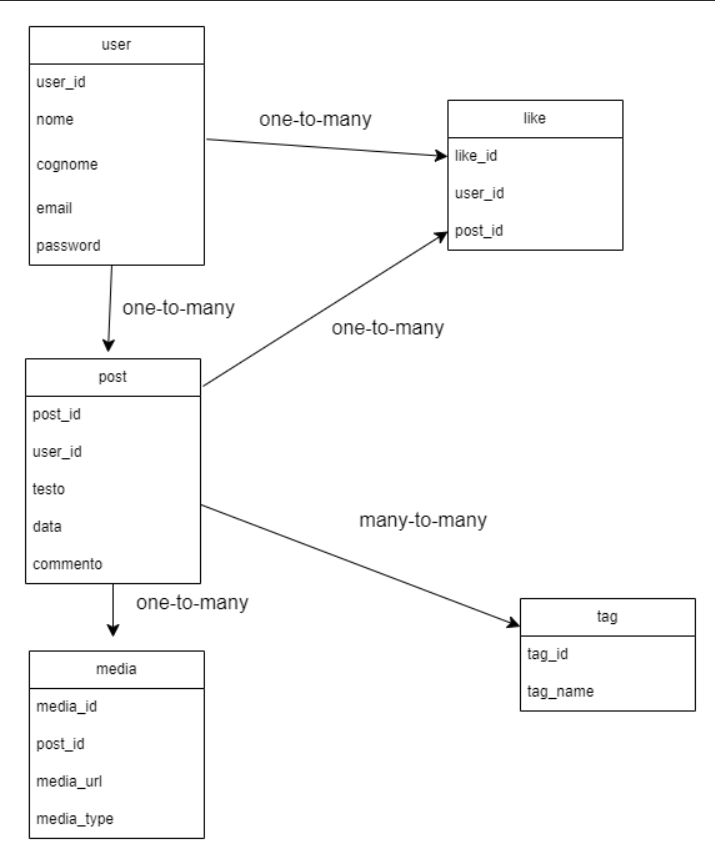 user
user_id
nome
cognome
email
password
one-to-many
like
like_id
user_id
post_id
one-to-many
one-to-many
post
post_id
user_id
testo
data
commento
many-to-many
one-to-many
tag
tag_id
tag_name
media
media_id
post_id
media_url
media_type